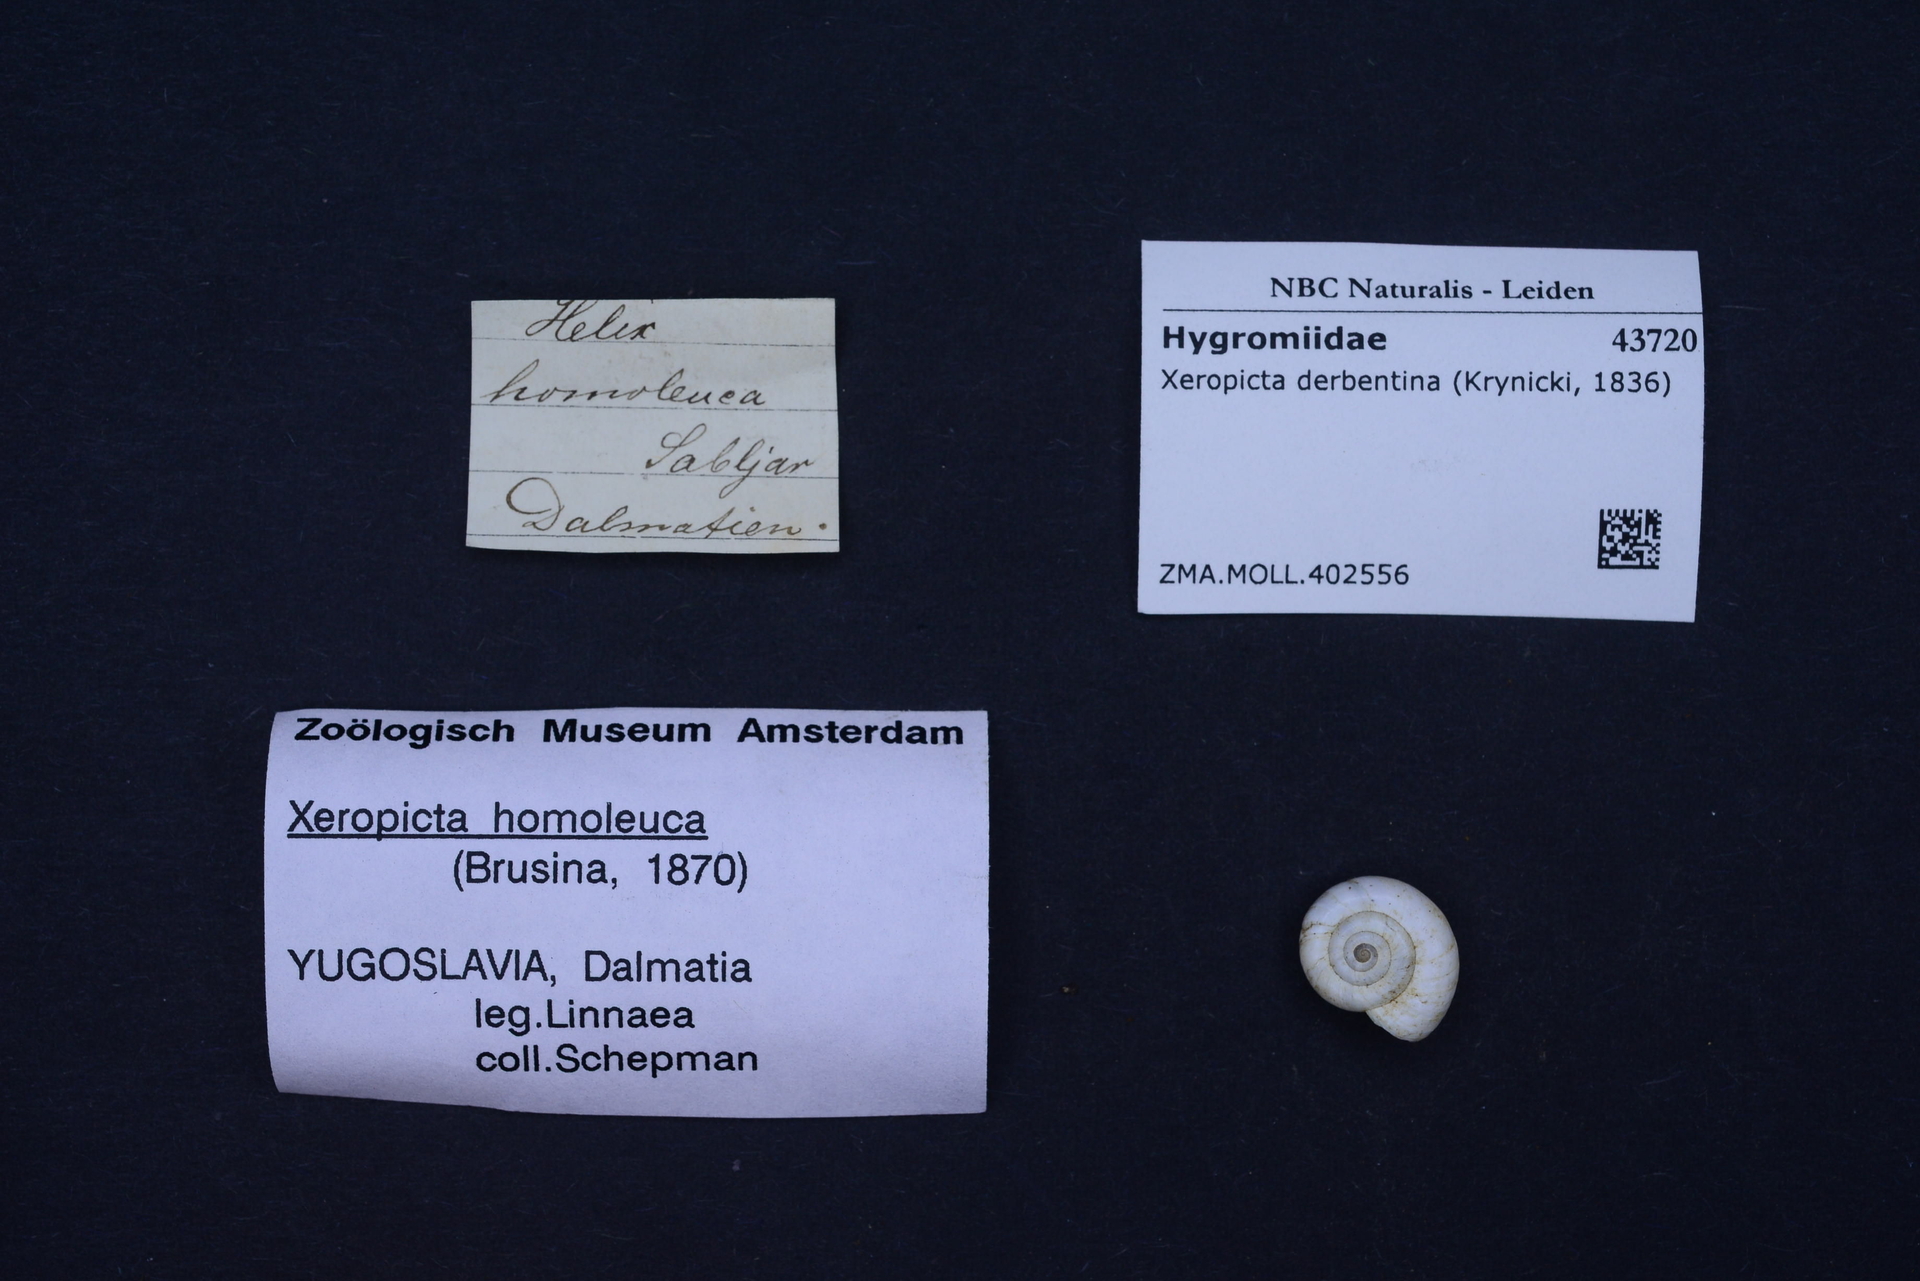 Helix
homoleuca
Sabljar
Dalmatien.
NBC Naturalis - Leiden
Hygromiidae 43720
Xeropicta derbentina (Krynicki, 1836)
ZMA.MOLL.402556
Zoölogisch Museum Amsterdam
Xeropicta homoleuca
(Brusina, 1870)
YUGOSLAVIA, Dalmatia
leg.Linnaea
coll.Schepman